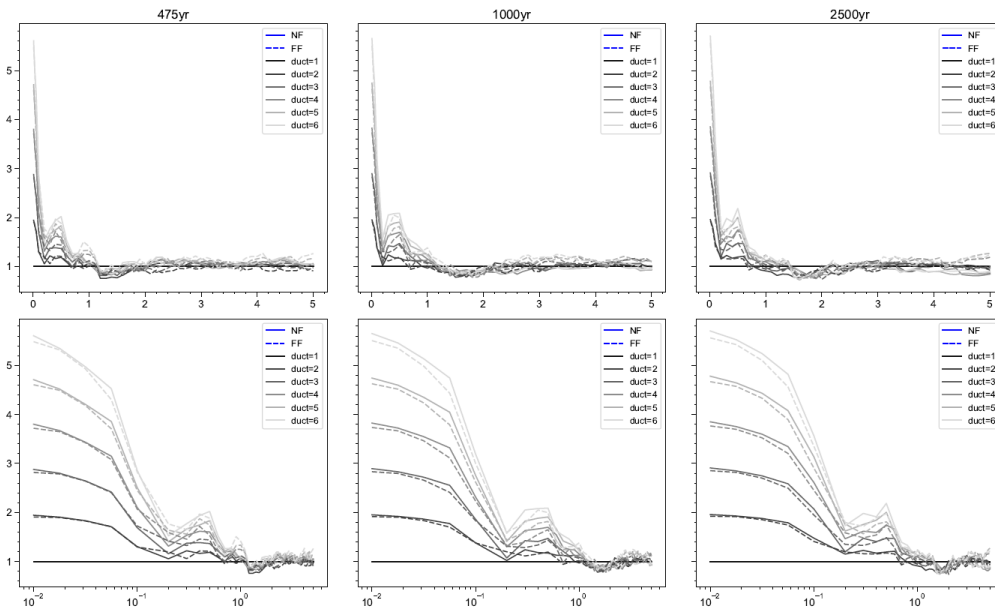 475yr
1000yr
2500yr
5
4
3
2
1
0
1
2
3
4
5
NF
FF
duct=1
duct=2
duct=3
duct=4
duct=5
duct=6
0
1
2
3
4
5
NF
FF
duct=1
duct=2
duct=3
duct=4
duct=5
duct=6
0
1
2
3
4
5
NF
FF
duct=1
duct=2
duct=3
duct=4
duct=5
duct=6
5
4
3
2
1
10⁻²
10⁻¹
10⁰
NF
FF
duct=1
duct=2
duct=3
duct=4
duct=5
duct=6
10⁻²
10⁻¹
10⁰
NF
FF
duct=1
duct=2
duct=3
duct=4
duct=5
duct=6
10⁻²
10⁻¹
10⁰
NF
FF
duct=1
duct=2
duct=3
duct=4
duct=5
duct=6